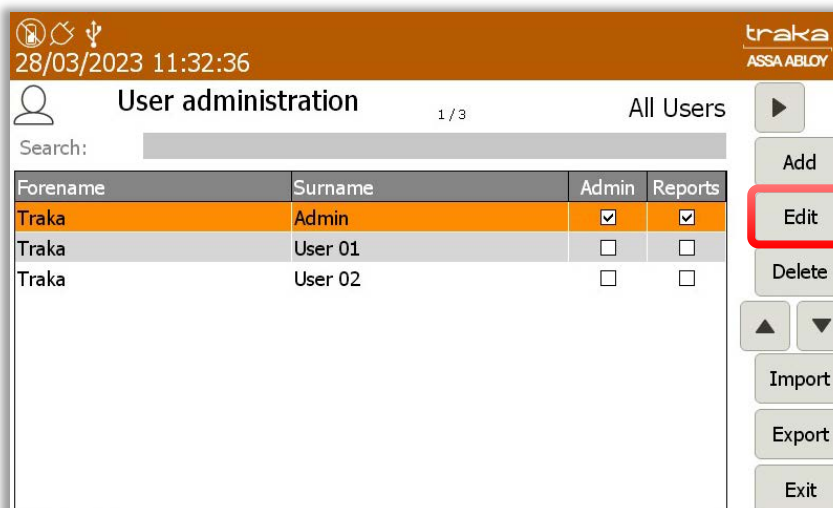 28/03/2023 11:32:36
traka
ASSA ABLOY
User administration 1/3 All Users
Search:
Forename Surname Admin Reports
Traka Admin
Traka User 01
Traka User 02
Add
Edit
Delete
Import
Export
Exit